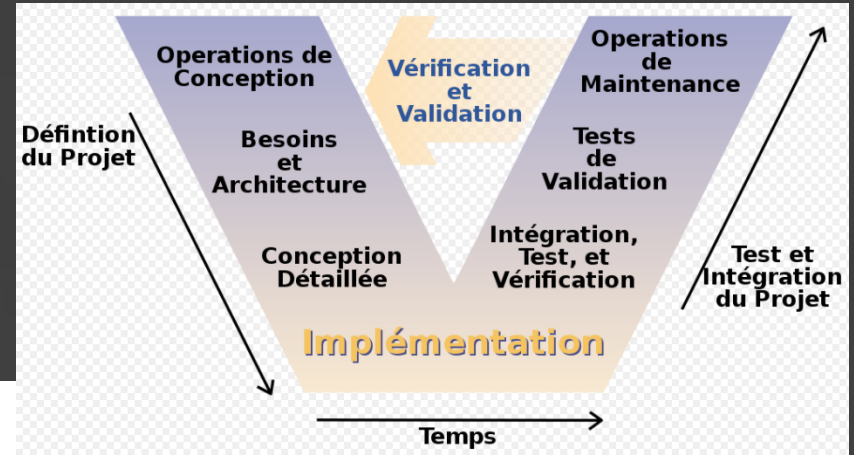 Operations de
Conception
Vérification
et
Validation
Operations
de
Maintenance
Défintion
du Projet
Besoins
et
Architecture
Tests
de
Validation
Conception
Détaillée
Intégration,
Test, et
Vérification
Test et
Intégration
du Projet
Implémentation
Temps